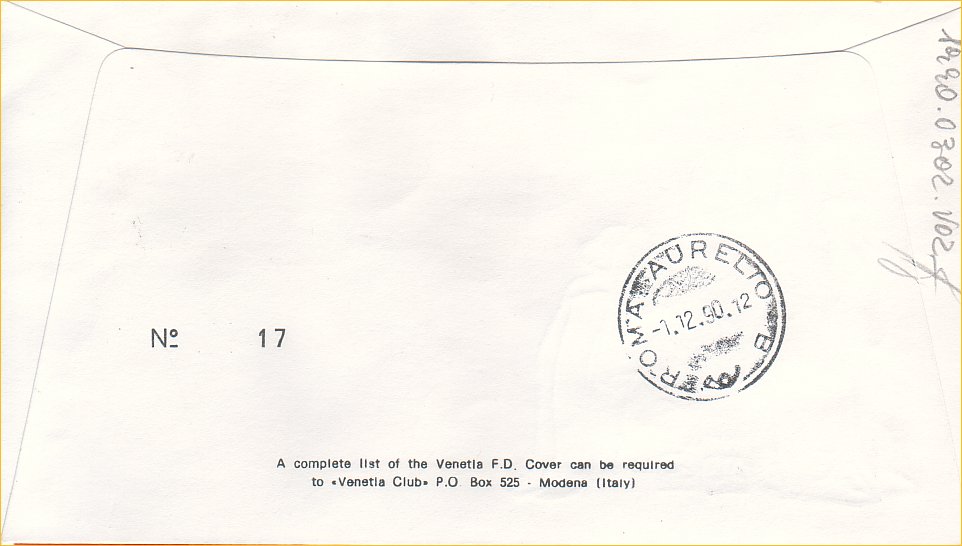 Nº 17
ROMA AURELIO B
-1.12.90.12
A complete list of the Venetia F.D. Cover can be required
to «Venetia Club» P.O Box 525 - Modena (Italy)